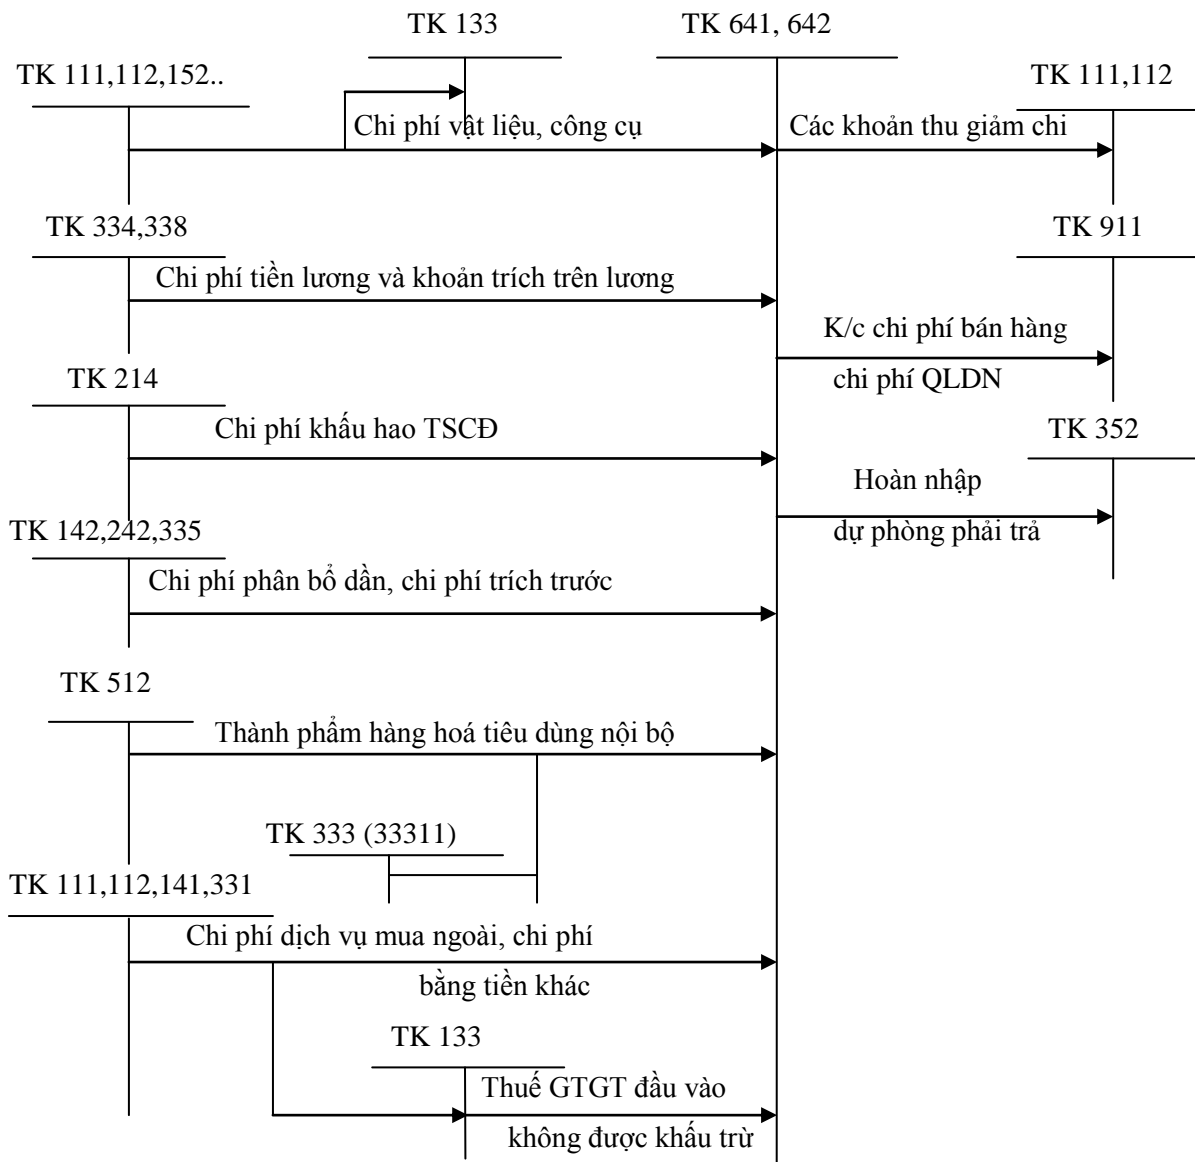 TK 133
TK 641, 642
TK 111,112,152..
TK 111,112
Chi phí vật liệu, công cụ
Các khoản thu giảm chi
TK 334,338
TK 911
Chi phí tiền lương và khoản trích trên lương
K/c chi phí bán hàng
chi phí QLDN
TK 214
Chi phí khấu hao TSCĐ
TK 352
Hoàn nhập
dự phòng phải trả
TK 142,242,335
Chi phí phân bổ dần, chi phí trích trước
TK 512
Thành phẩm hàng hoá tiêu dùng nội bộ
TK 333 (33311)
TK 111,112,141,331
Chi phí dịch vụ mua ngoài, chi phí
bằng tiền khác
TK 133
Thuế GTGT đầu vào
không được khấu trừ